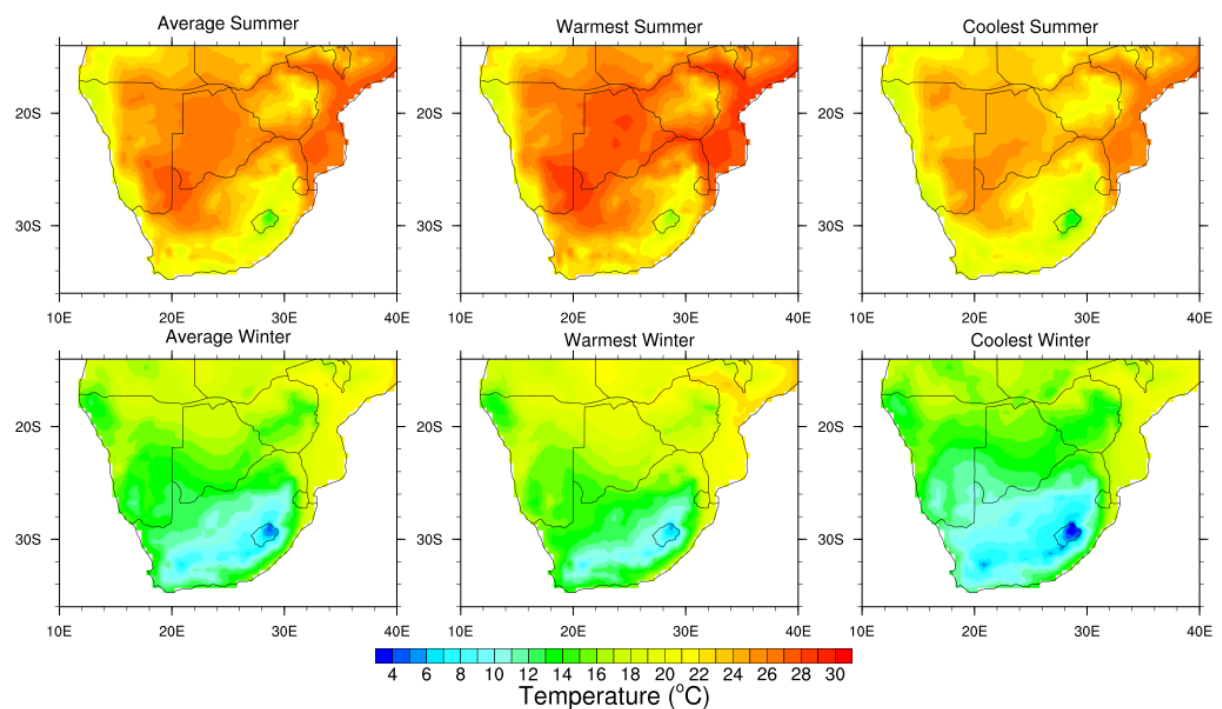 Average Summer Warmest Summer Coolest Summer
20S 20S 20S
30S 30S 30S
10E 20E 30E 40E 10E 20E 30E 40E 10E 20E 30E 40E
Average Winter Warmest Winter Coolest Winter
20S 20S 20S
30S 30S 30S
10E 20E 30E 40E 10E 20E 30E 40E 10E 20E 30E 40E
4 6 8 10 12 14 16 18 20 22 24 26 28 30
Temperature (°C)